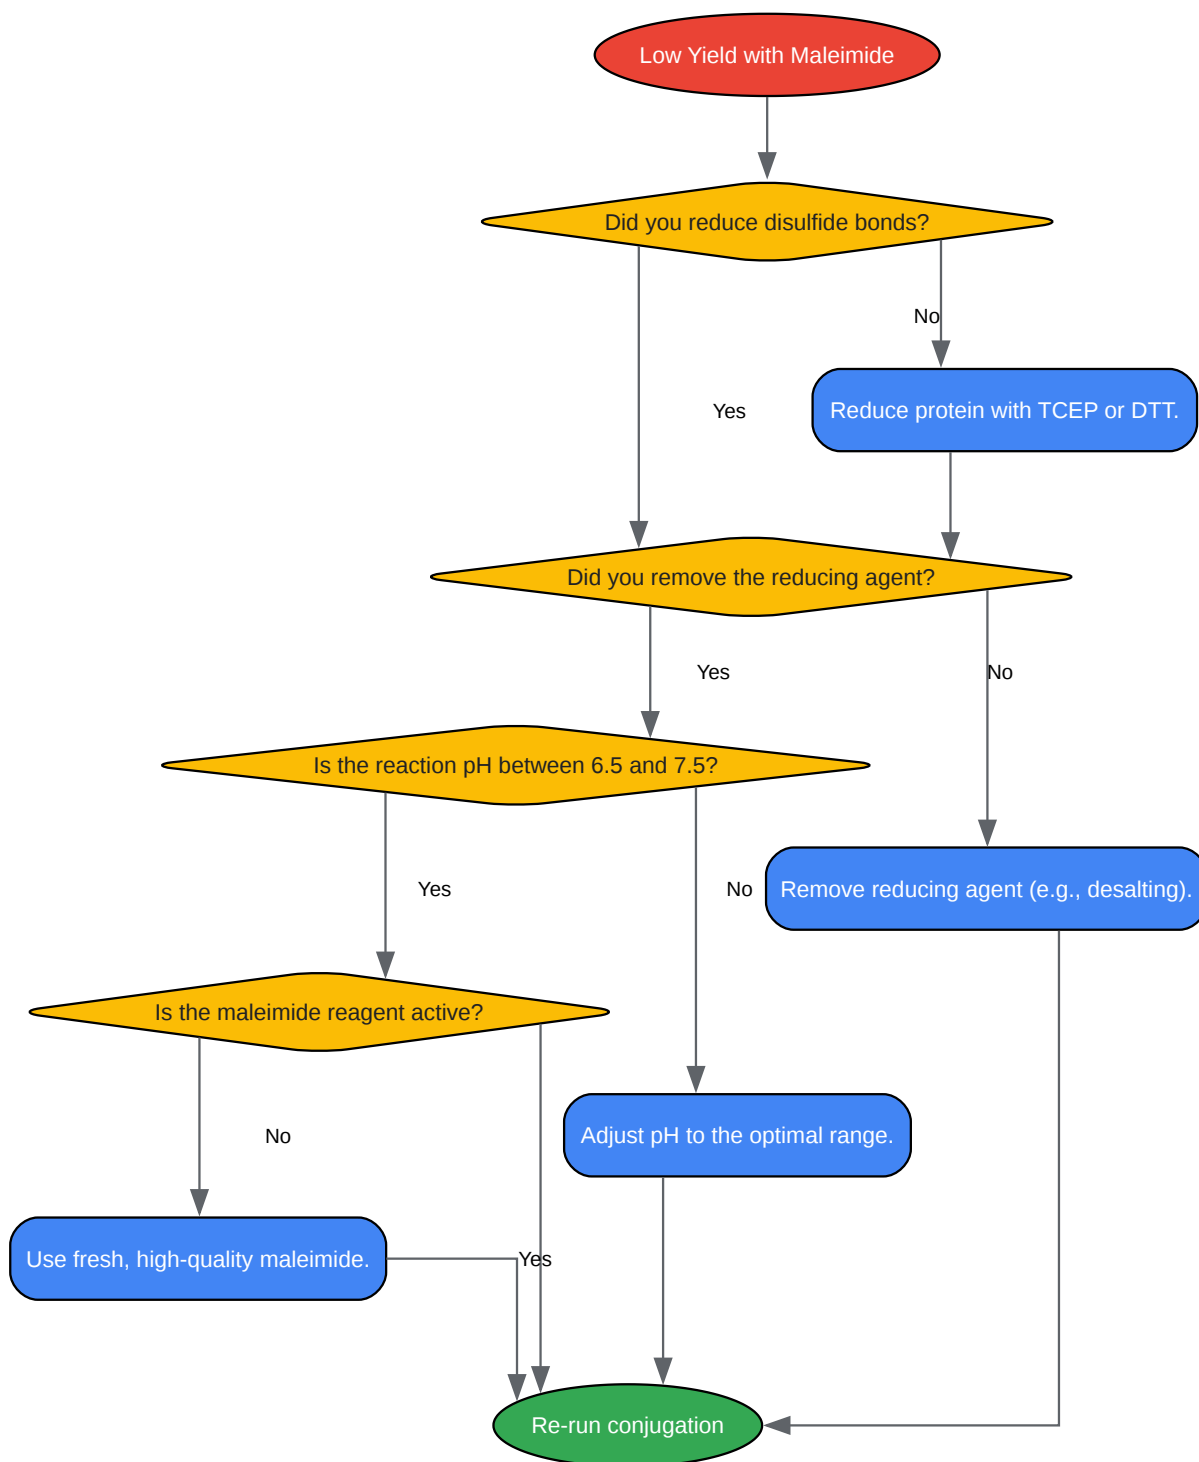 Low Yield with Maleimide
Did you reduce disulfide bonds?
No
Yes
Reduce protein with TCEP or DTT.
Did you remove the reducing agent?
Yes
No
Is the reaction pH between 6.5 and 7.5?
Yes
No
Remove reducing agent (e.g., desalting).
Is the maleimide reagent active?
No
Adjust pH to the optimal range.
Use fresh, high-quality maleimide.
Yes
Re-run conjugation